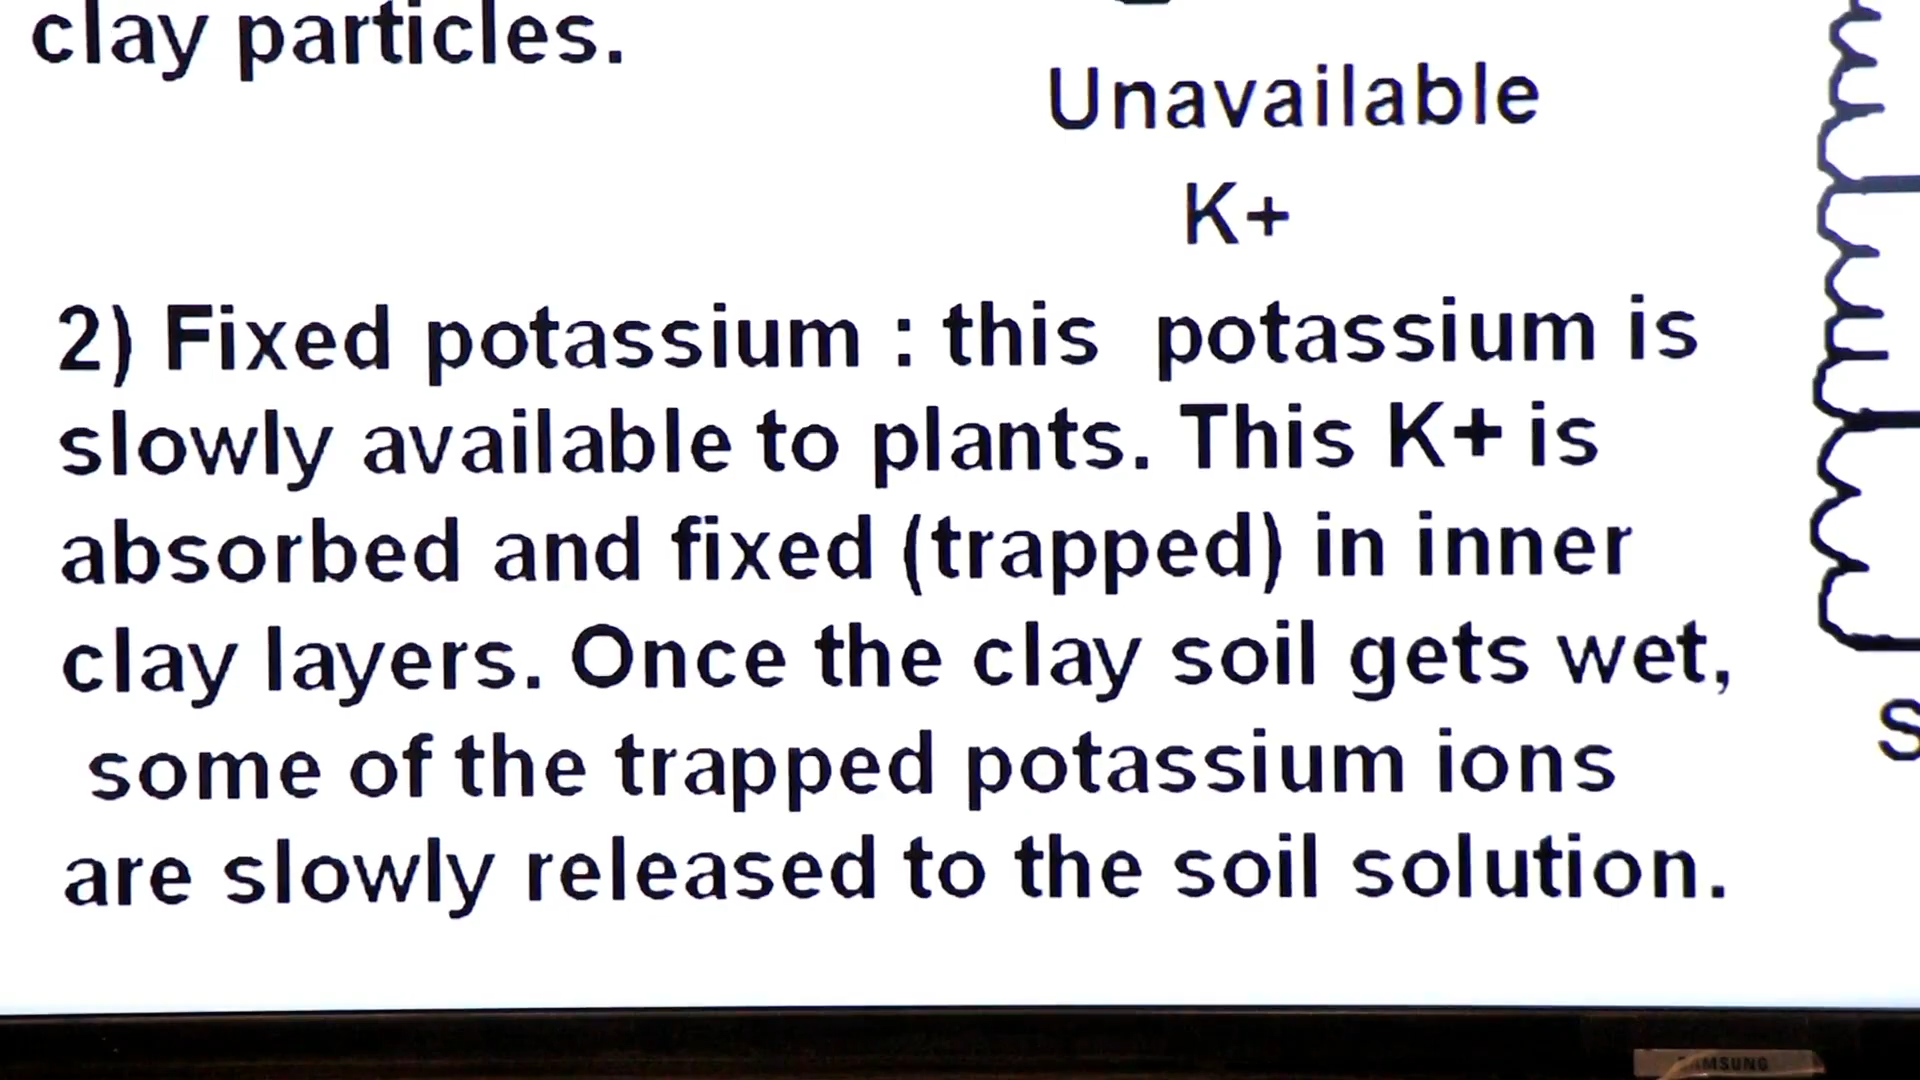 clay particles.
Unavailable
K+
2) Fixed potassium : this potassium is
slowly available to plants. This K+ is
absorbed and fixed (trapped) in inner
clay layers. Once the clay soil gets wet,
some of the trapped potassium ions
are slowly released to the soil solution.
SAMSUNG